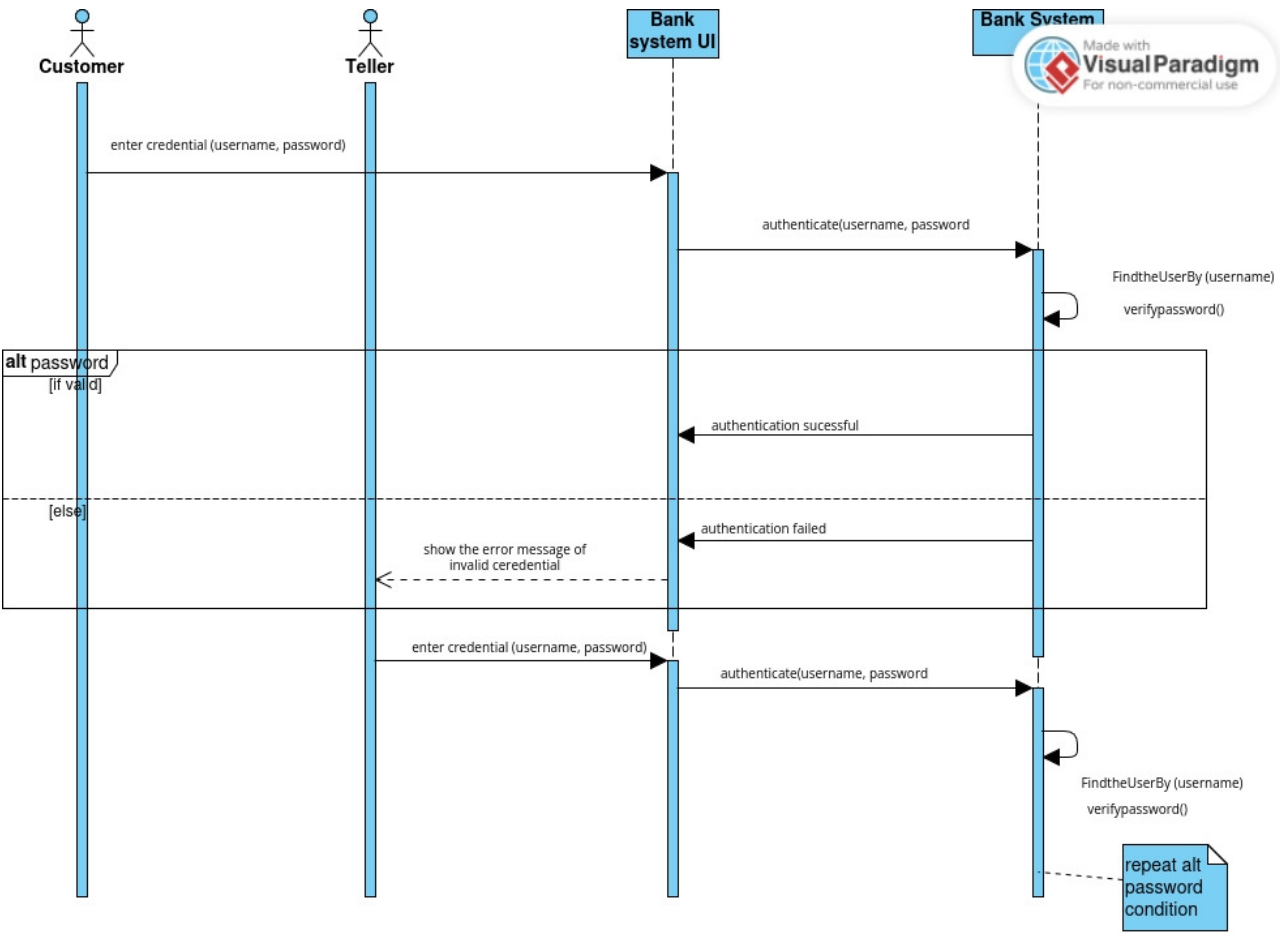 Customer
Teller
Bank
system UI
Bank System
Made with
Visual Paradigm
For non-commercial use
enter credential (username, password)
authenticate(username, password
FindtheUserBy (username)
verifypassword()
alt password
[if valid]
authentication sucessful
[else]
authentication failed
show the error message of
invalid ceredential
enter credential (username, password)
authenticate(username, password
FindtheUserBy (username)
verifypassword()
repeat alt
password
condition